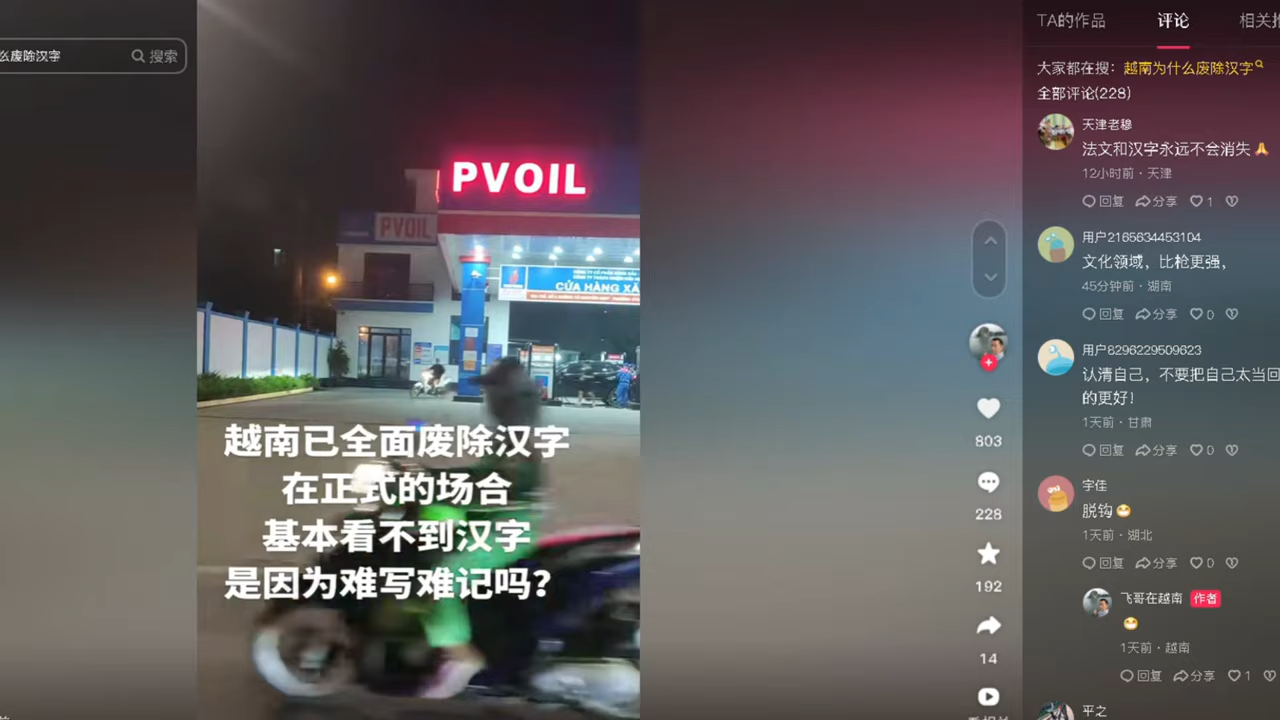 么废除汉字
搜索
PVOIL
PVOIL
CỬA HÀNG XĂ
越南已全面废除汉字
在正式的场合
基本看不到汉字
是因为难写难记吗？
803
228
192
14
TA的作品
评论
相关推
大家都在搜：越南为什么废除汉字
全部评论(228)
天津老穆
法文和汉字永远不会消失🙏
12小时前·天津
回复 分享 1
用户2165634453104
文化领域，比枪更强，
45分钟前·湖南
回复 分享 0
用户8296229509623
认清自己，不要把自己太当回
的更好！
1天前·甘肃
回复 分享 0
宇佳
脱钩😁
1天前·湖北
回复 分享 0
飞哥在越南 作者
😁
1天前·越南
回复 分享 1
平之